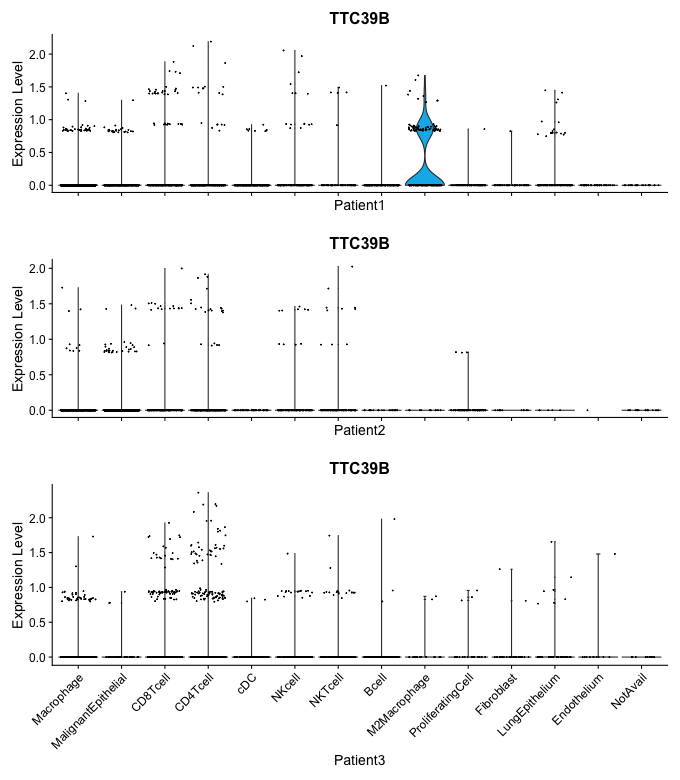 TTC39B
Expression Level
2.0
1.5
1.0
0.5
0.0
Patient1
TTC39B
Expression Level
2.0
1.5
1.0
0.5
0.0
Patient2
TTC39B
Expression Level
2.0
1.5
1.0
0.5
0.0
Macrophage
MalignantEpithelial
CD8Tcell
CD4Tcell
cDC
NKcell
NKTcell
Bcell
M2Macrophage
ProliferatingCell
Fibroblast
LungEpithelium
Endothelium
NotAvail
Patient3